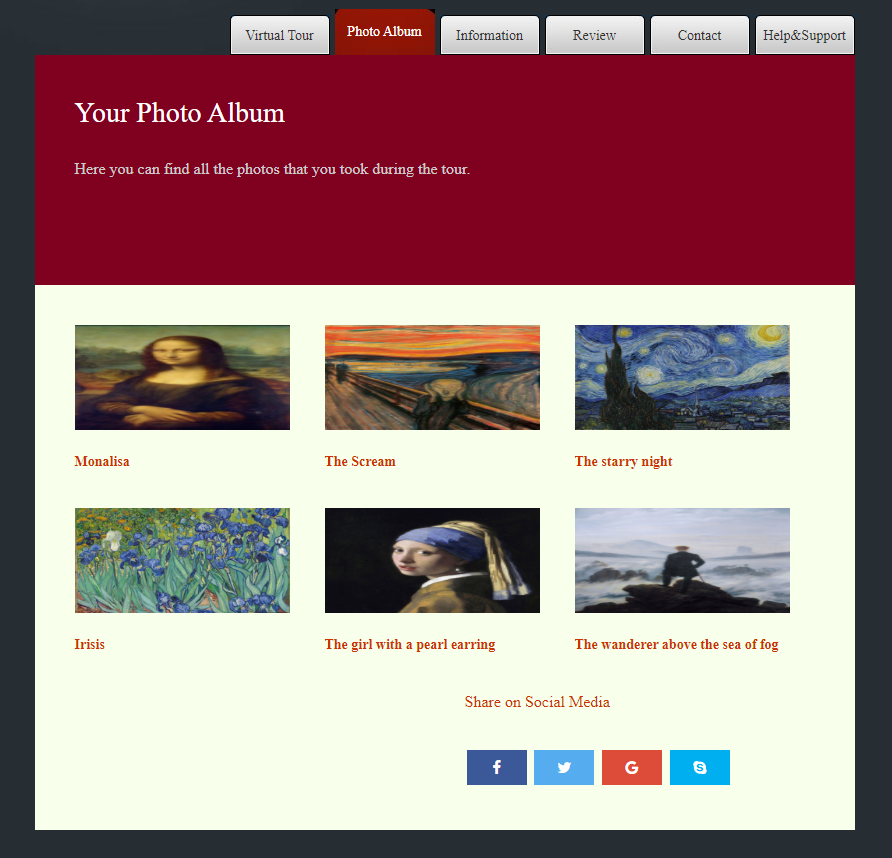 Virtual Tour
Photo Album
Information
Review
Contact
Help&Support
Your Photo Album
Here you can find all the photos that you took during the tour.
Monalisa
The Scream
The starry night
Irisis
The girl with a pearl earring
The wanderer above the sea of fog
Share on Social Media